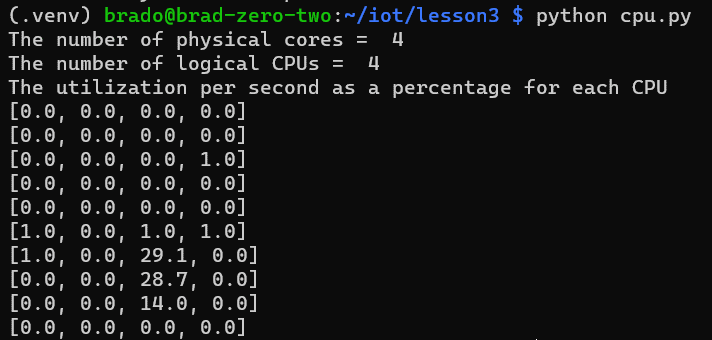 (.venv) brado@brad-zero-two:~/iot/lesson3 $ python cpu.py
The number of physical cores =  4
The number of logical CPUs =  4
The utilization per second as a percentage for each CPU
[0.0, 0.0, 0.0, 0.0]
[0.0, 0.0, 0.0, 0.0]
[0.0, 0.0, 0.0, 1.0]
[0.0, 0.0, 0.0, 0.0]
[0.0, 0.0, 0.0, 0.0]
[1.0, 0.0, 1.0, 1.0]
[1.0, 0.0, 29.1, 0.0]
[0.0, 0.0, 28.7, 0.0]
[0.0, 0.0, 14.0, 0.0]
[0.0, 0.0, 0.0, 0.0]